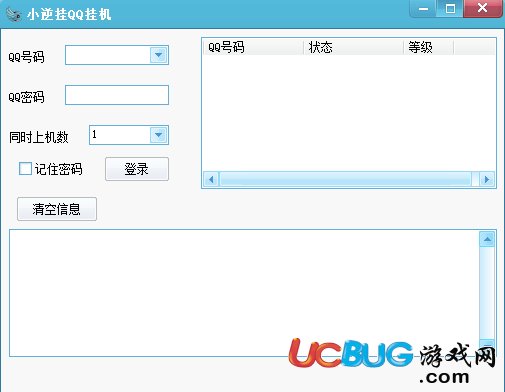 小逆挂QQ挂机
QQ号码
QQ密码
同时上机数 1
记住密码 登录
清空信息
QQ号码 状态 等级
UCBUG游戏网
.com